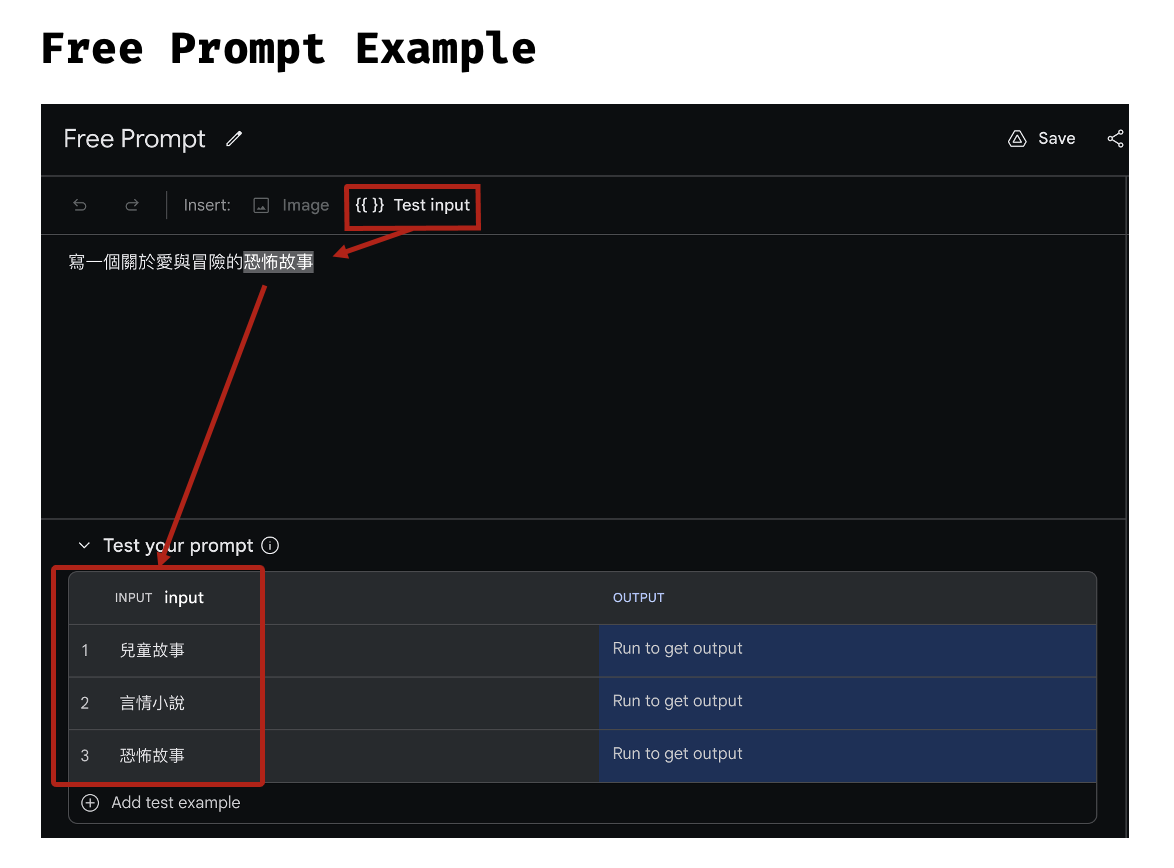 Free Prompt Example
Free Prompt
Save
Insert: Image {{ }} Test input
寫一個關於愛與冒險的恐怖故事
Test your prompt
INPUT input OUTPUT
1 兒童故事 Run to get output
2 言情小說 Run to get output
3 恐怖故事 Run to get output
Add test example